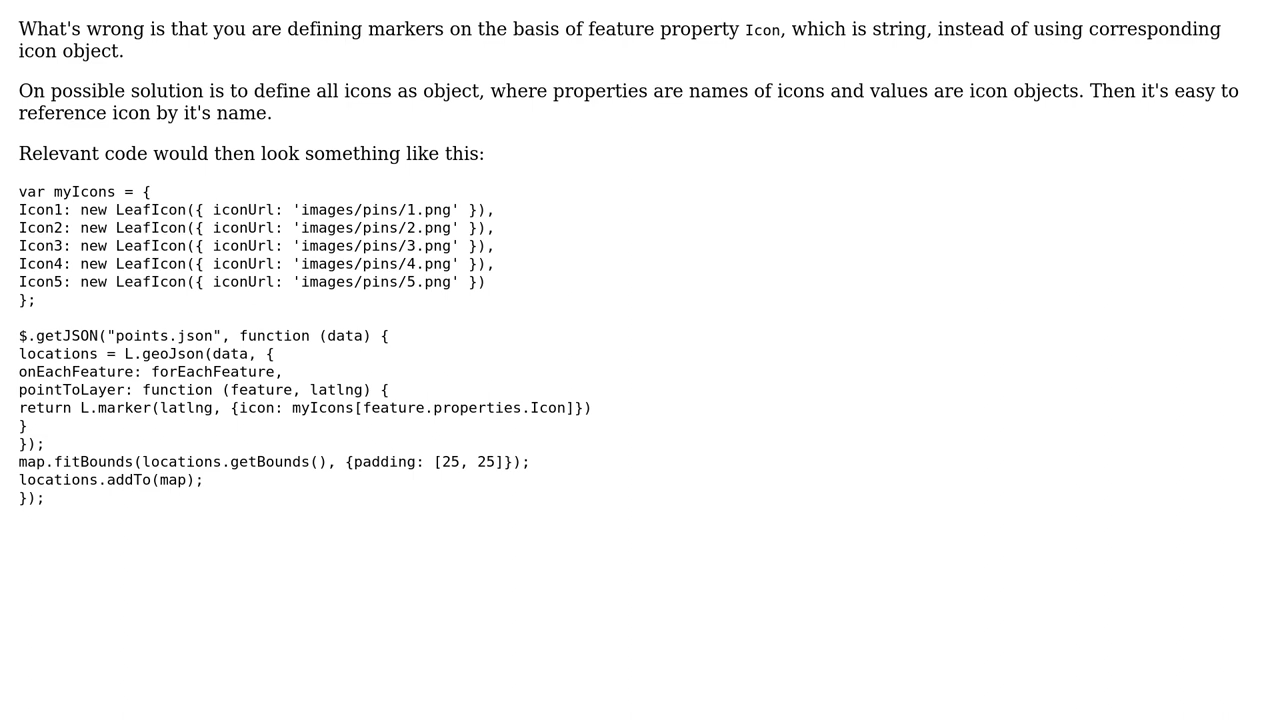 What's wrong is that you are defining markers on the basis of feature property Icon, which is string, instead of using corresponding
icon object.
On possible solution is to define all icons as object, where properties are names of icons and values are icon objects. Then it's easy to
reference icon by it's name.
Relevant code would then look something like this:
var myIcons = {
Icon1: new LeafIcon({ iconUrl: 'images/pins/1.png' }),
Icon2: new LeafIcon({ iconUrl: 'images/pins/2.png' }),
Icon3: new LeafIcon({ iconUrl: 'images/pins/3.png' }),
Icon4: new LeafIcon({ iconUrl: 'images/pins/4.png' }),
Icon5: new LeafIcon({ iconUrl: 'images/pins/5.png' })
};
$.getJSON("points.json", function (data) {
locations = L.geoJson(data, {
onEachFeature: forEachFeature,
pointToLayer: function (feature, latlng) {
return L.marker(latlng, {icon: myIcons[feature.properties.Icon]})
}
});
map.fitBounds(locations.getBounds(), {padding: [25, 25]});
locations.addTo(map);
});